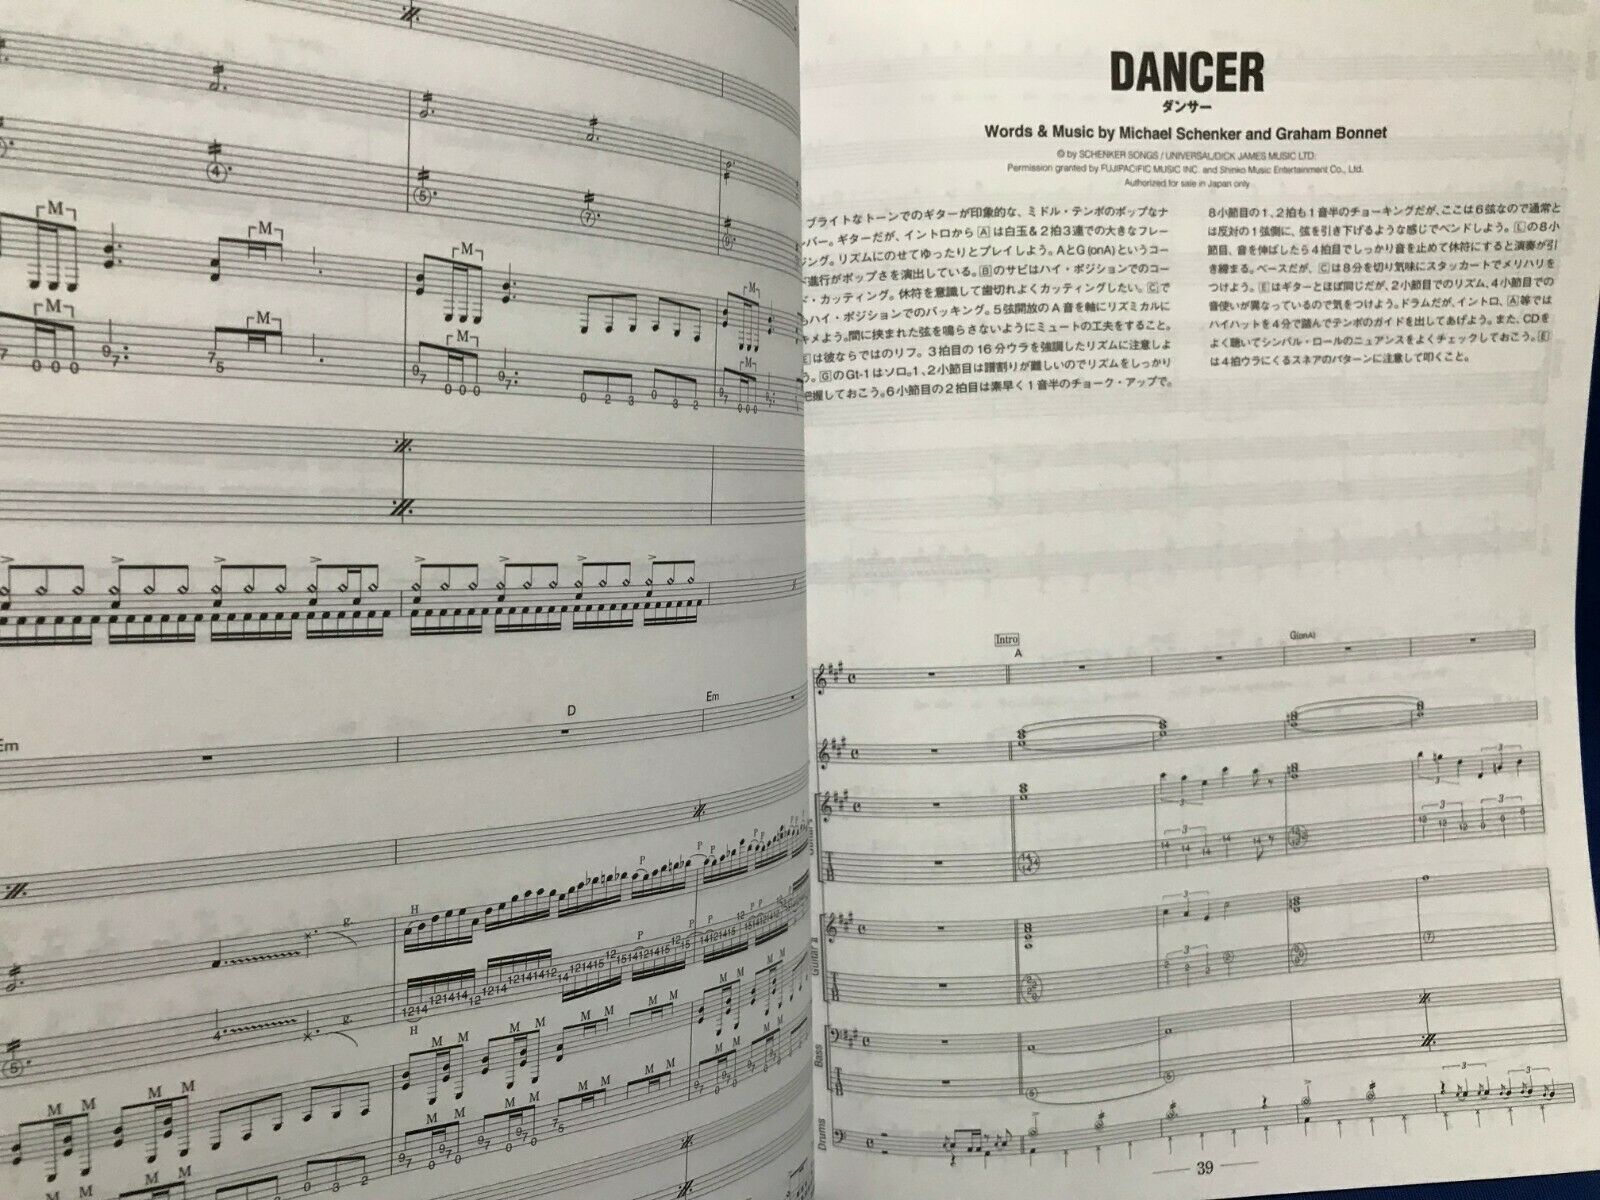 DANCER
ダンサー
Words & Music by Michael Schenker and Graham Bonnet
© by SCHENKER SONGS / UNIVERSAL/DICK JAMES MUSIC LTD.
Permission granted by FUJIPACIFIC MUSIC INC. and Shinko Music Entertainment Co., Ltd.
Authorized for sale in Japan only
ブライトなトーンでのギターが印象的な、ミドル・テンポのポップなナ
ンバー。ギターだが、イントロから A は白玉&2拍3連での大きなフレー
ジング。リズムにのせてゆったりとプレイしよう。AとG(onA)というコー
ド進行がポップさを演出している。B のサビはハイ・ポジションでのコー
ド・カッティング。休符を意識して歯切れよくカッティングしたい。C で
もハイ・ポジションでのバッキング。5弦開放のA音を軸にリズミカルに
キメよう。間に挟まれた弦を鳴らさないようにミュートの工夫をすること。
E は彼ならではのリフ。3拍目の16分ウラを強調したリズムに注意しよ
う。G のGt-1はソロ。1、2小節目は譜割りが難しいのでリズムをしっかり
把握しておこう。6小節目の2拍目は素早く1音半のチョーク・アップで。
8小節目の1、2拍も1音半のチョーキングだが、ここは6弦なので通常と
は反対の1弦側に、弦を引き下げるような感じでベンドしよう。L の8小
節目、音を伸ばしたら4拍目でしっかり音を止めて休符にすると演奏が引
き締まる。ベースだが、C は8分を切り気味にスタッカートでメリハリを
つけよう。E はギターとほぼ同じだが、2小節目でのリズム、4小節目での
音使いが異なっているので気をつけよう。ドラムだが、イントロ、A 等では
ハイハットを4分で踏んでテンポのガイドを出してあげよう。また、CDを
よく聴いてシンバル・ロールのニュアンスをよくチェックしておこう。E
は4拍ウラにくるスネアのパターンに注意して叩くこと。
Intro
A
G(onA)
Em
D
Em
Bass
Drums
39